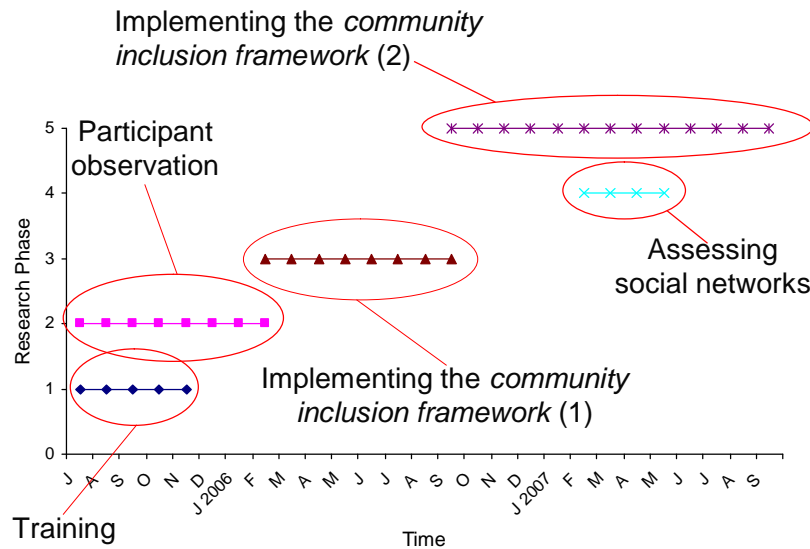 Implementing the community
inclusion framework (2)
Participant
observation
5
4
3
2
1
0
Research Phase
Assessing
social networks
Implementing the community
inclusion framework (1)
J A S O N D J 2006 F M A M J J A S O N D J 2007 F M A M J J A S
Training
Time